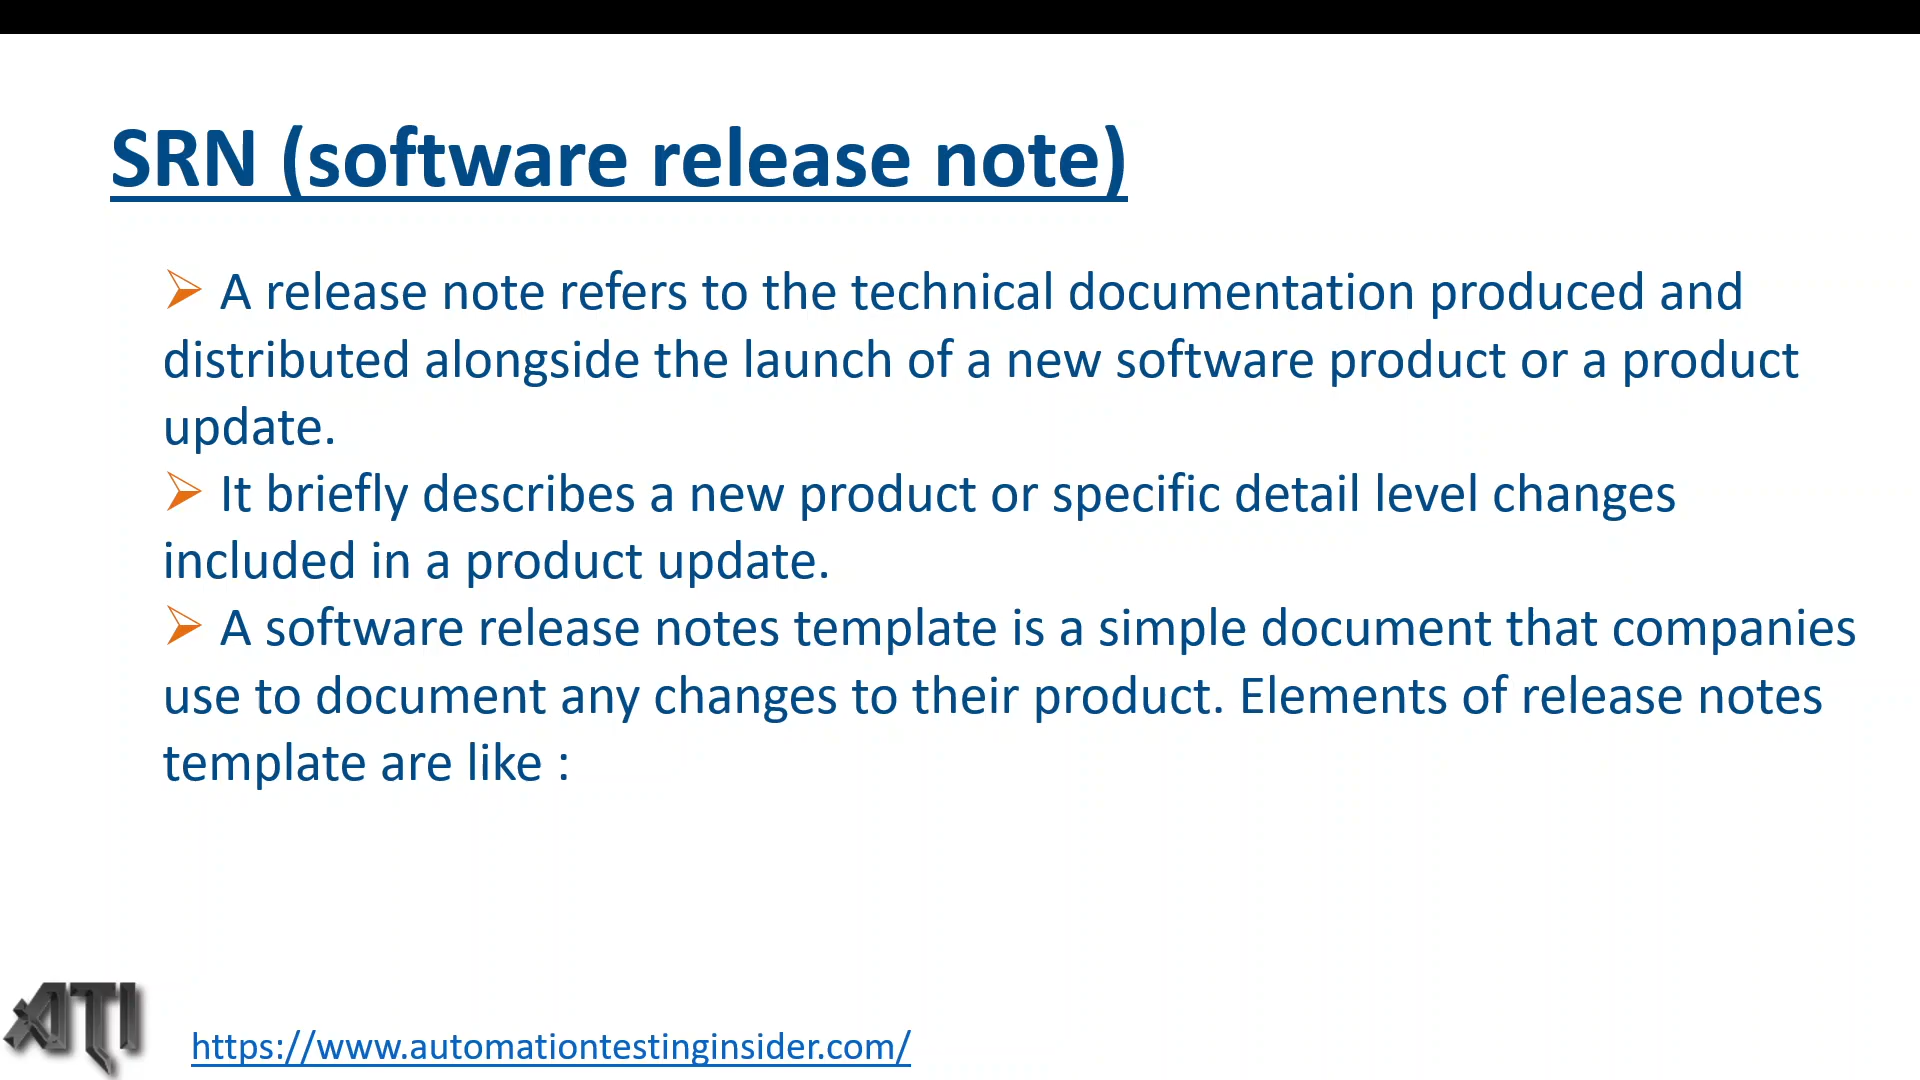 SRN (software release note)
A release note refers to the technical documentation produced and
distributed alongside the launch of a new software product or a product
update.
It briefly describes a new product or specific detail level changes
included in a product update.
A software release notes template is a simple document that companies
use to document any changes to their product. Elements of release notes
template are like :
ATI
https://www.automationtestinginsider.com/